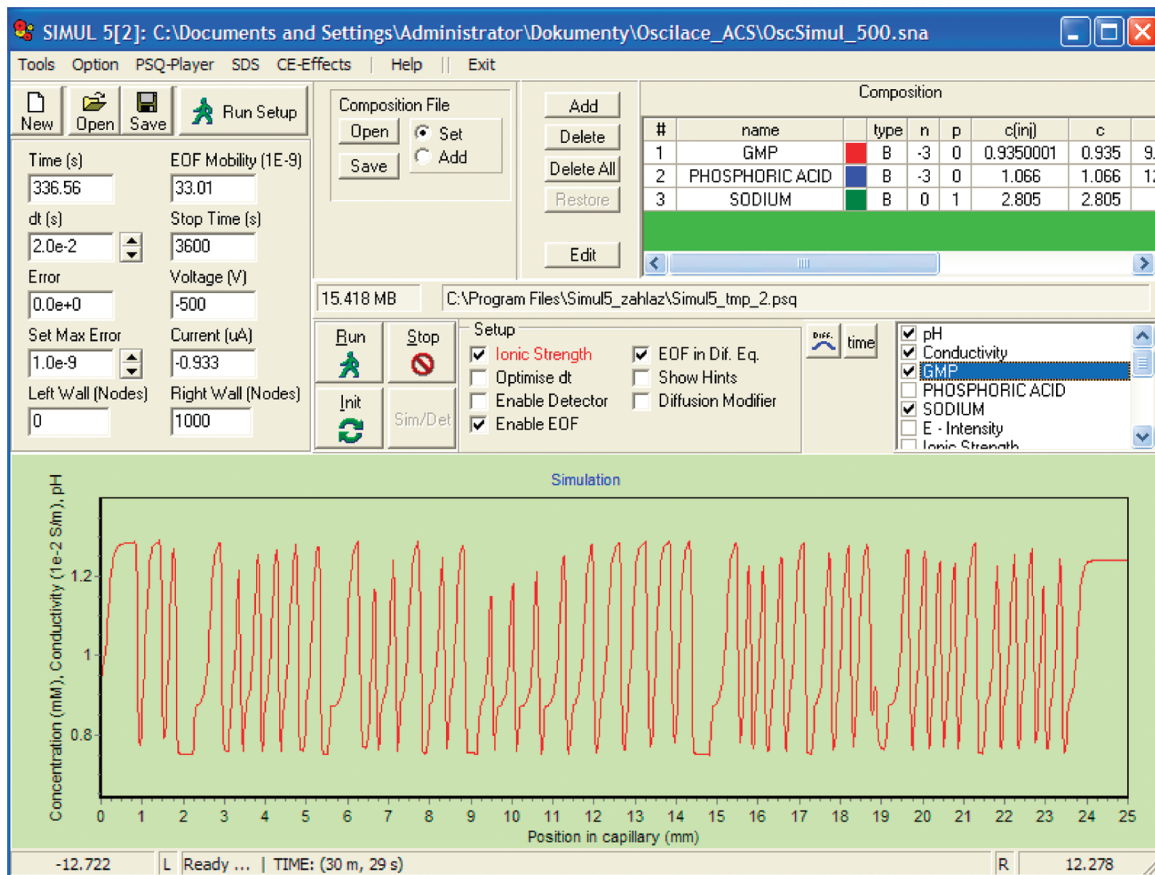 SIMUL 5[2]: C:\Documents and Settings\Administrator\Dokumenty\Oscilace_ACS\OscSimul_500.sna
Tools Option PSQ-Player SDS CE-Effects | Help || Exit
New Open Save Run Setup
Time (s) EOF Mobility (1E-9)
336.56 33.01
dt (s) Stop Time (s)
2.0e-2 3600
Error Voltage (V)
0.0e+0 -500
Set Max Error Current (uA)
1.0e-9 -0.933
Left Wall (Nodes) Right Wall (Nodes)
0 1000
Composition File
Open Set
Save Add
Add
Delete
Delete All
Restore
Edit
Composition
# name type n p c(inj) c
1 GMP B -3 0 0.9350001 0.935 9.
2 PHOSPHORIC ACID B -3 0 1.066 1.066 12
3 SODIUM B 0 1 2.805 2.805
15.418 MB C:\Program Files\Simul5_zahlaz\Simul5_tmp_2.psq
Run Stop
Init Sim/Det
Setup
Ionic Strength EOF in Dif. Eq.
Optimise dt Show Hints
Enable Detector Diffusion Modifier
Enable EOF
Diff. time
pH
Conductivity
GMP
PHOSPHORIC ACID
SODIUM
E - Intensity
Ionic Strength
Simulation
Concentration (mM), Conductivity (1e-2 S/m), pH
1.2
1
0.8
0 1 2 3 4 5 6 7 8 9 10 11 12 13 14 15 16 17 18 19 20 21 22 23 24 25
Position in capillary (mm)
-12.722 L Ready ... | TIME: (30 m, 29 s) R 12.278